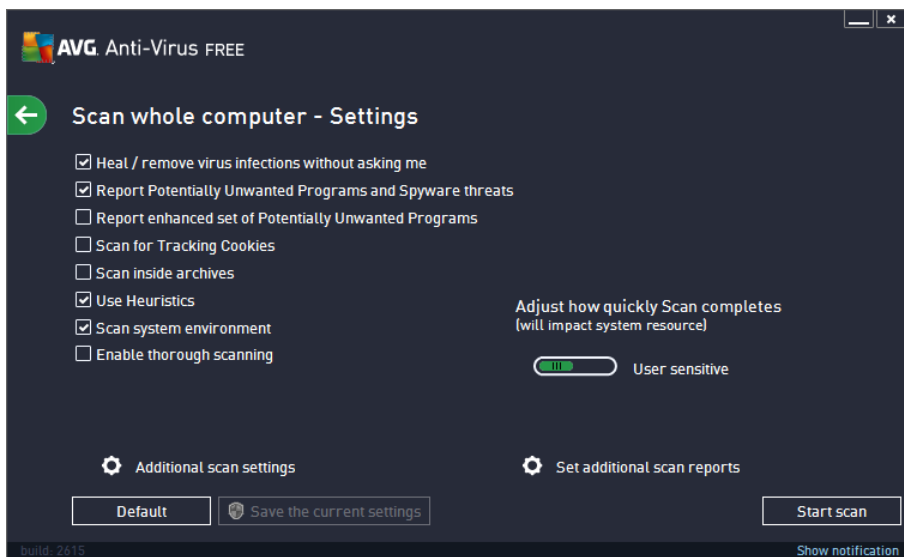 AVG. Anti-Virus FREE
Scan whole computer - Settings
Heal / remove virus infections without asking me
Report Potentially Unwanted Programs and Spyware threats
Report enhanced set of Potentially Unwanted Programs
Scan for Tracking Cookies
Scan inside archives
Use Heuristics
Scan system environment
Enable thorough scanning
Adjust how quickly Scan completes
(will impact system resource)
User sensitive
Additional scan settings
Set additional scan reports
Default
Save the current settings
Start scan
build: 2615
Show notification